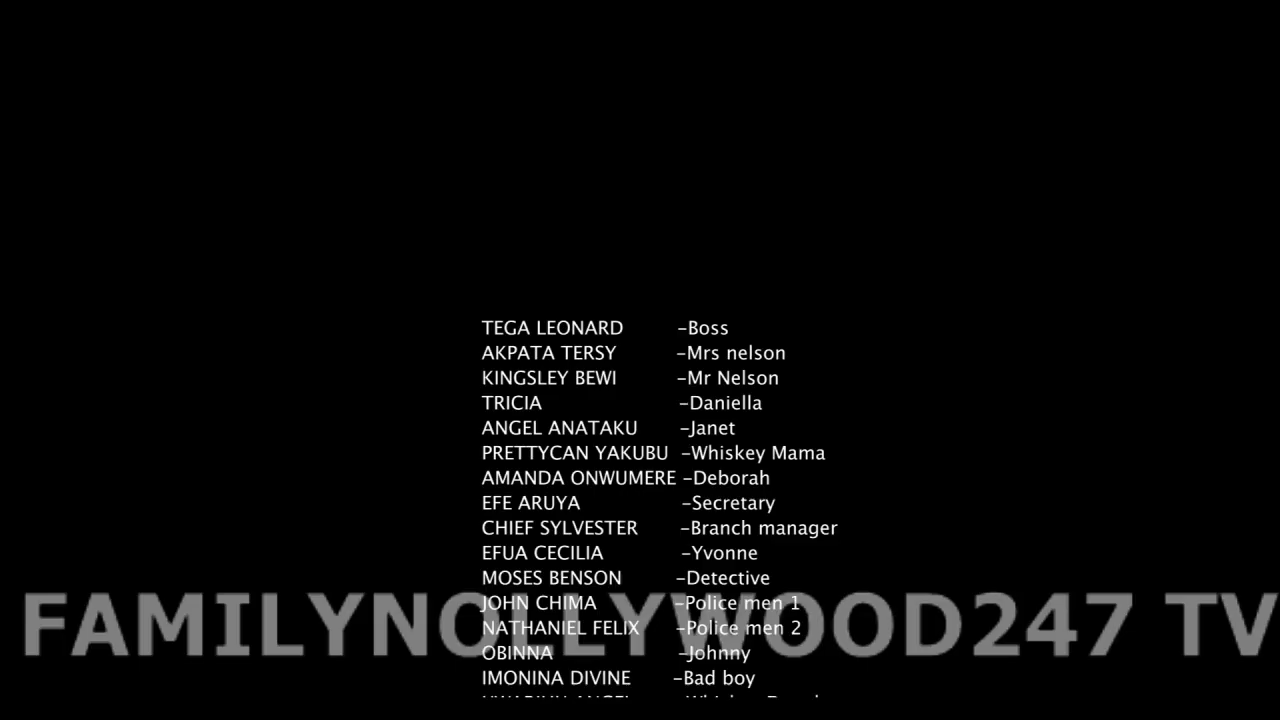 TEGA LEONARD -Boss
AKPATA TERSY -Mrs nelson
KINGSLEY BEWI -Mr Nelson
TRICIA -Daniella
ANGEL ANATAKU -Janet
PRETTYCAN YAKUBU -Whiskey Mama
AMANDA ONWUMERE -Deborah
EFE ARUYA -Secretary
CHIEF SYLVESTER -Branch manager
EFUA CECILIA -Yvonne
MOSES BENSON -Detective
JOHN CHIMA -Police men 1
FAMILYNOLLYWOOD247 TV
NATHANIEL FELIX -Police men 2
OBINNA -Johnny
IMONINA DIVINE -Bad boy